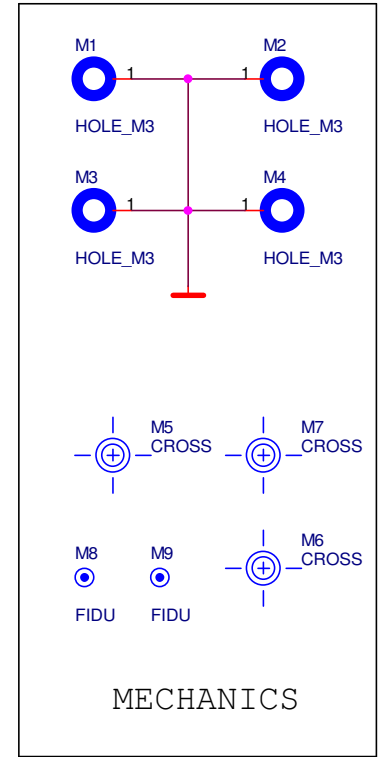 M1 M2
1 1
HOLE_M3 HOLE_M3
M3 M4
1 1
HOLE_M3 HOLE_M3
M5 M7
CROSS CROSS
M6
CROSS
M8 M9
FIDU FIDU
MECHANICS